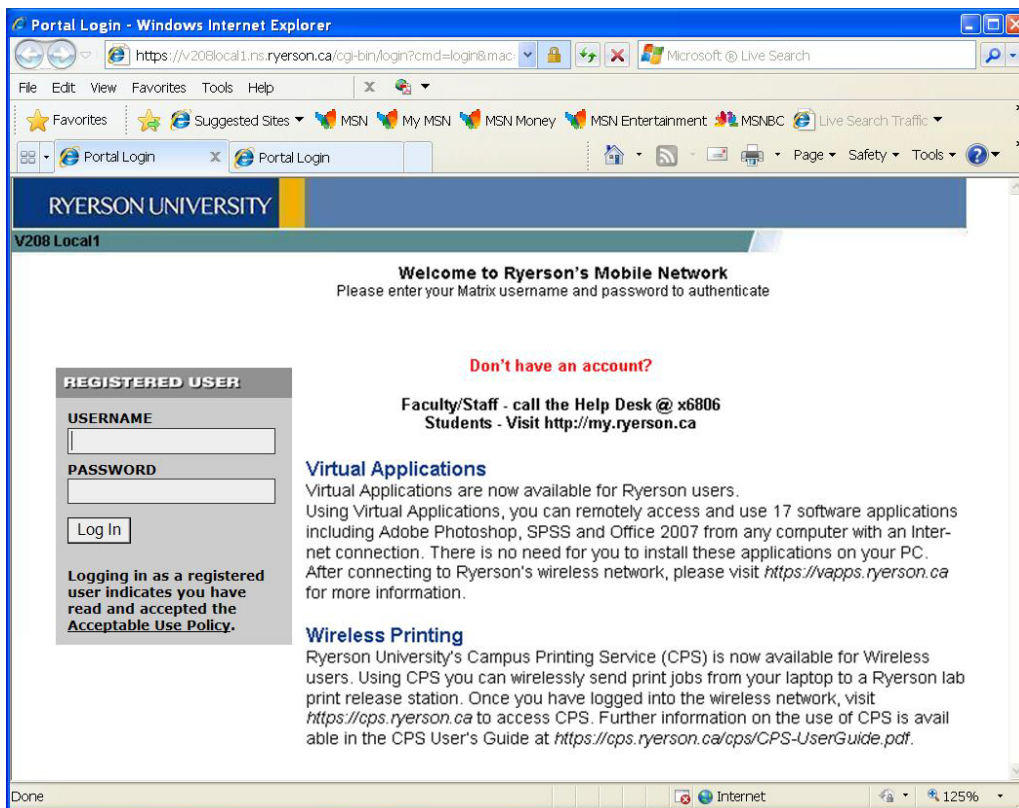 Portal Login - Windows Internet Explorer
https://v208local1.ns.ryerson.ca/cgi-bin/login?cmd=login&mac:
Microsoft ® Live Search
File Edit View Favorites Tools Help X
Favorites Suggested Sites MSN My MSN MSN Money MSN Entertainment MSNBC Live Search Traffic
Portal Login X Portal Login Page Safety Tools
RYERSON UNIVERSITY
V208 Local1
Welcome to Ryerson's Mobile Network
Please enter your Matrix username and password to authenticate
Don't have an account?
Faculty/Staff - call the Help Desk @ x6806
Students - Visit http://my.ryerson.ca
REGISTERED USER
USERNAME
PASSWORD
Log In
Logging in as a registered
user indicates you have
read and accepted the
Acceptable Use Policy.
Virtual Applications
Virtual Applications are now available for Ryerson users.
Using Virtual Applications, you can remotely access and use 17 software applications
including Adobe Photoshop, SPSS and Office 2007 from any computer with an Inter-
net connection. There is no need for you to install these applications on your PC.
After connecting to Ryerson's wireless network, please visit https://vapps.ryerson.ca
for more information.
Wireless Printing
Ryerson University's Campus Printing Service (CPS) is now available for Wireless
users. Using CPS you can wirelessly send print jobs from your laptop to a Ryerson lab
print release station. Once you have logged into the wireless network, visit
https://cps.ryerson.ca to access CPS. Further information on the use of CPS is avail
able in the CPS User's Guide at https://cps.ryerson.ca/cps/CPS-UserGuide.pdf.
Done Internet 125%